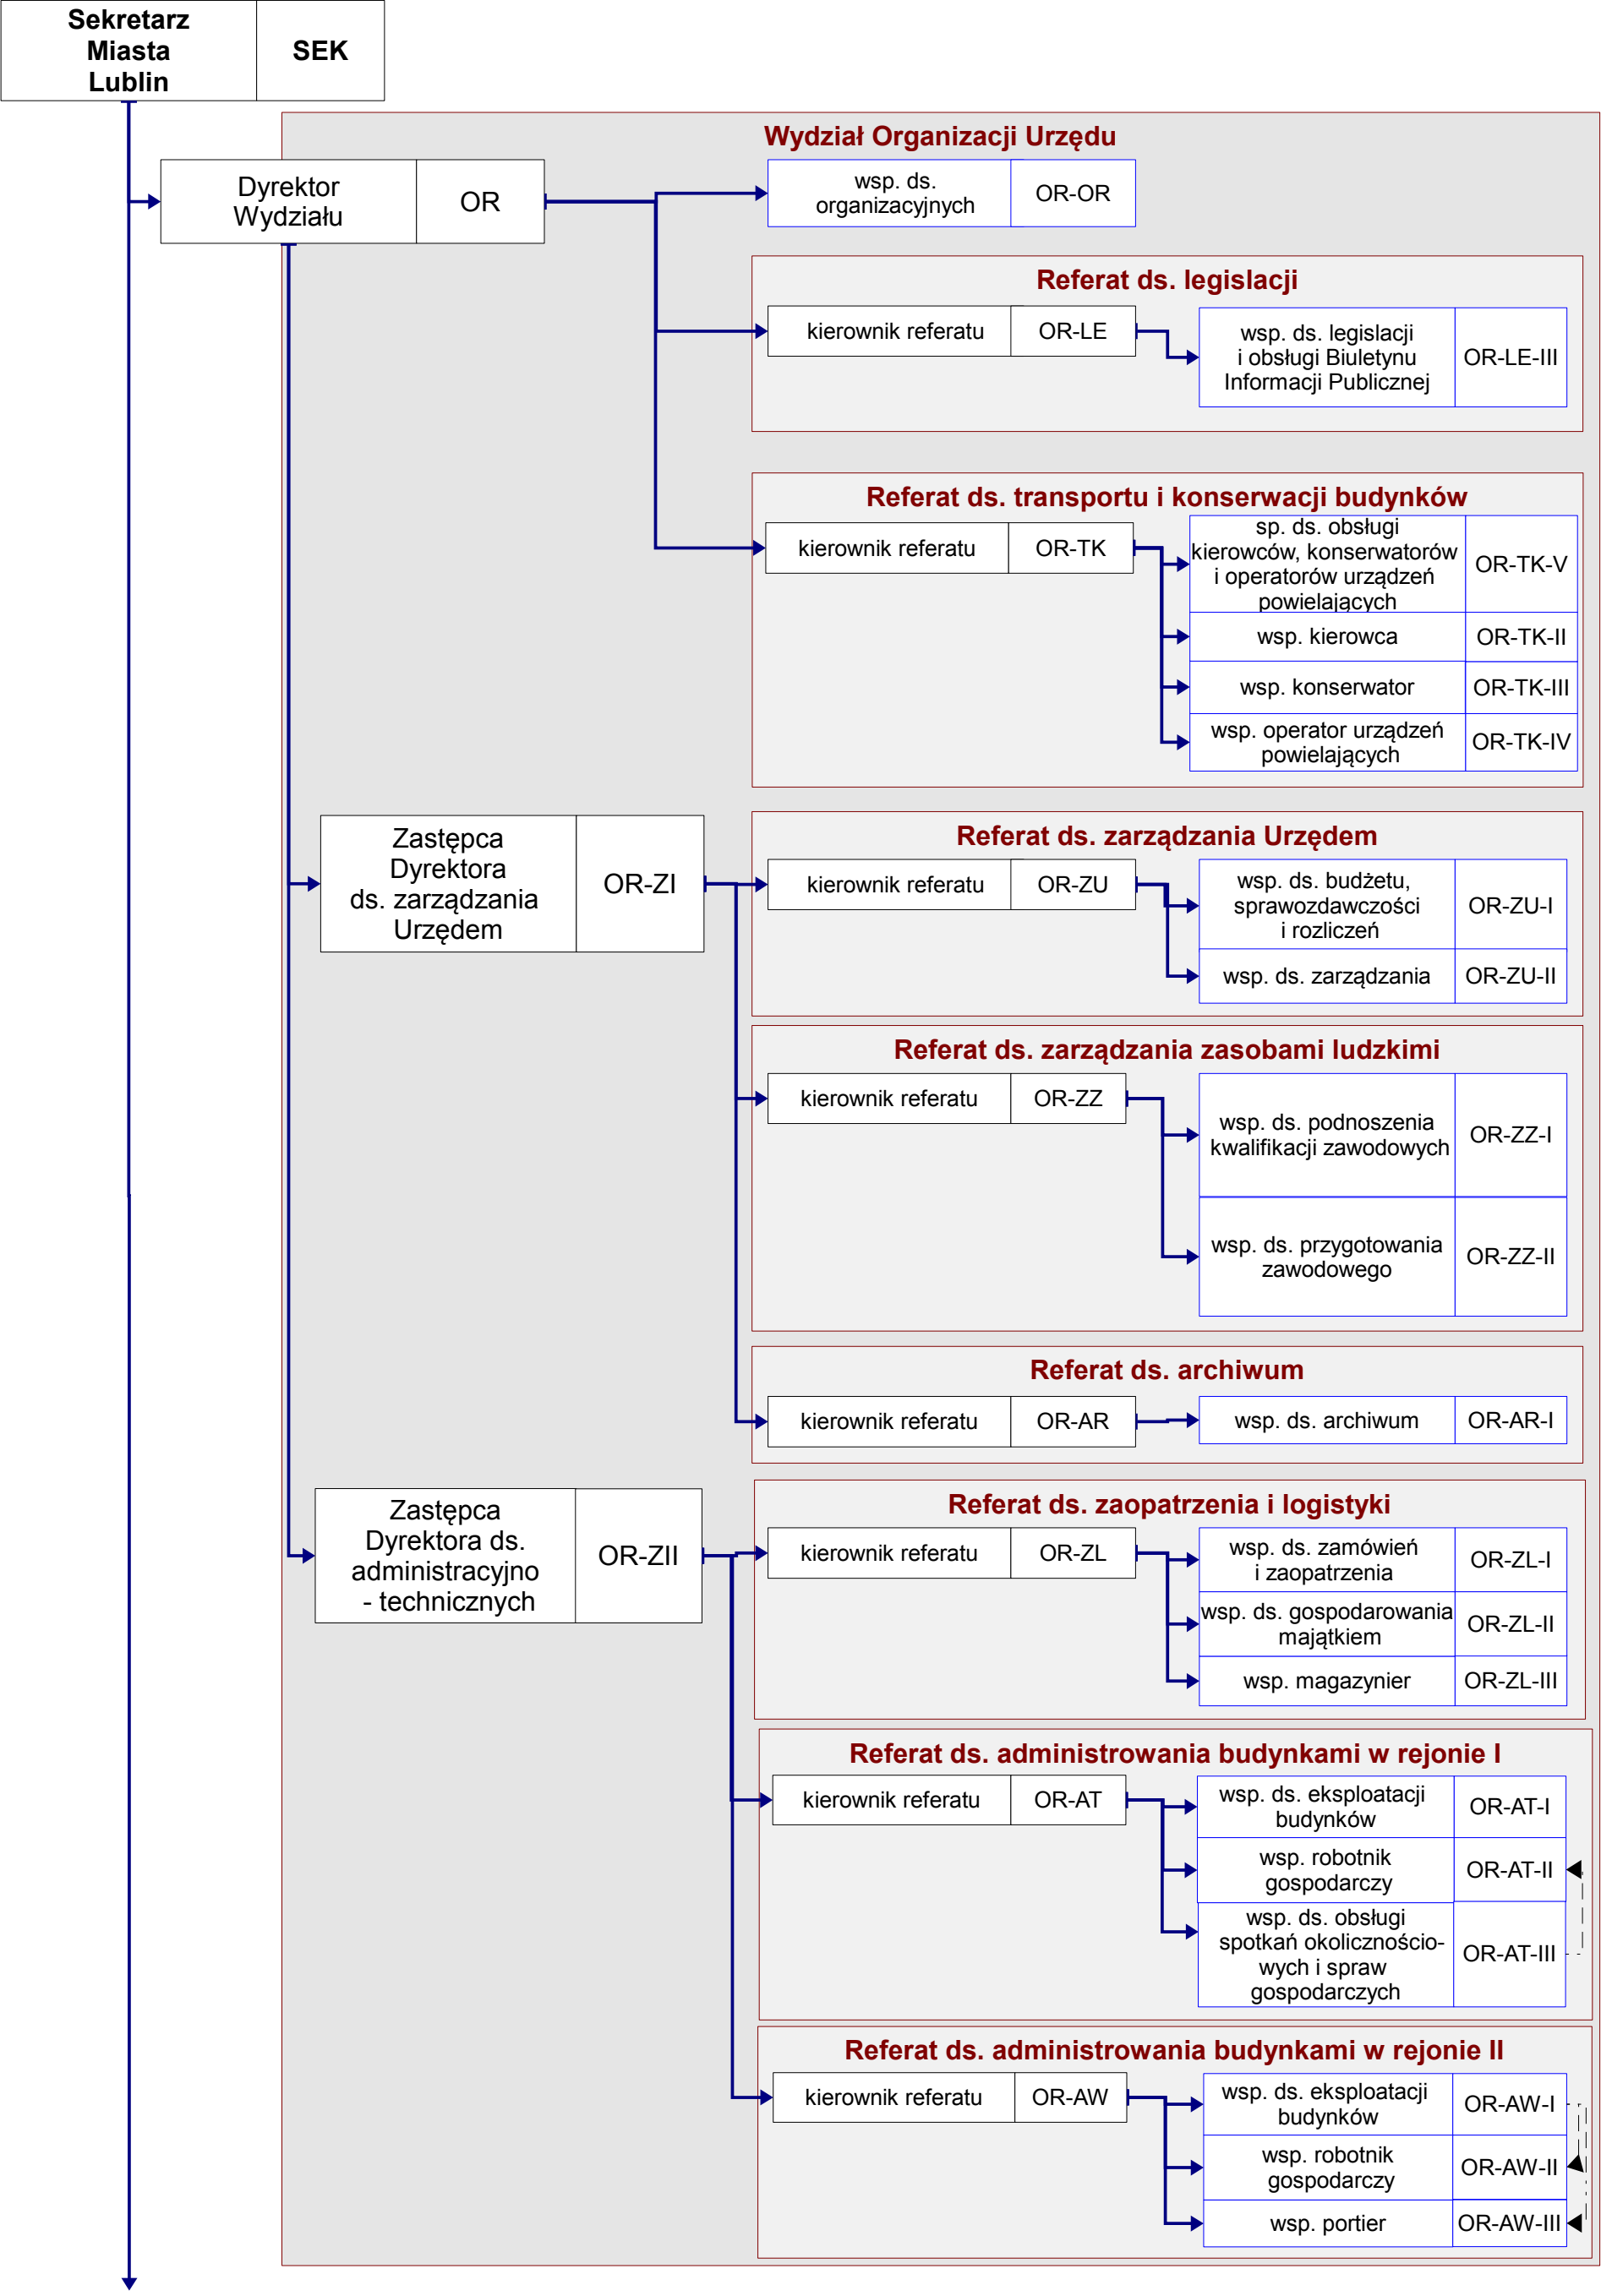 Sekretarz
Miasta
Lublin
SEK
Wydział Organizacji Urzędu
Dyrektor
Wydziału
OR
wsp. ds.
organizacyjnych
OR-OR
Referat ds. legislacji
kierownik referatu
OR-LE
wsp. ds. legislacji
i obsługi Biuletynu
Informacji Publicznej
OR-LE-III
Referat ds. transportu i konserwacji budynków
kierownik referatu
OR-TK
sp. ds. obsługi
kierowców, konserwatorów
i operatorów urządzeń
powielających
OR-TK-V
wsp. kierowca
OR-TK-II
wsp. konserwator
OR-TK-III
wsp. operator urządzeń
powielających
OR-TK-IV
Zastępca
Dyrektora
ds. zarządzania
Urzędem
OR-ZI
Referat ds. zarządzania Urzędem
kierownik referatu
OR-ZU
wsp. ds. budżetu,
sprawozdawczości
i rozliczeń
OR-ZU-I
wsp. ds. zarządzania
OR-ZU-II
Referat ds. zarządzania zasobami ludzkimi
kierownik referatu
OR-ZZ
wsp. ds. podnoszenia
kwalifikacji zawodowych
OR-ZZ-I
wsp. ds. przygotowania
zawodowego
OR-ZZ-II
Referat ds. archiwum
kierownik referatu
OR-AR
wsp. ds. archiwum
OR-AR-I
Zastępca
Dyrektora ds.
administracyjno
- technicznych
OR-ZII
Referat ds. zaopatrzenia i logistyki
kierownik referatu
OR-ZL
wsp. ds. zamówień
i zaopatrzenia
OR-ZL-I
wsp. ds. gospodarowania
majątkiem
OR-ZL-II
wsp. magazynier
OR-ZL-III
Referat ds. administrowania budynkami w rejonie I
kierownik referatu
OR-AT
wsp. ds. eksploatacji
budynków
OR-AT-I
wsp. robotnik
gospodarczy
OR-AT-II
wsp. ds. obsługi
spotkań okolicznościo-
wych i spraw
gospodarczych
OR-AT-III
Referat ds. administrowania budynkami w rejonie II
kierownik referatu
OR-AW
wsp. ds. eksploatacji
budynków
OR-AW-I
wsp. robotnik
gospodarczy
OR-AW-II
wsp. portier
OR-AW-III